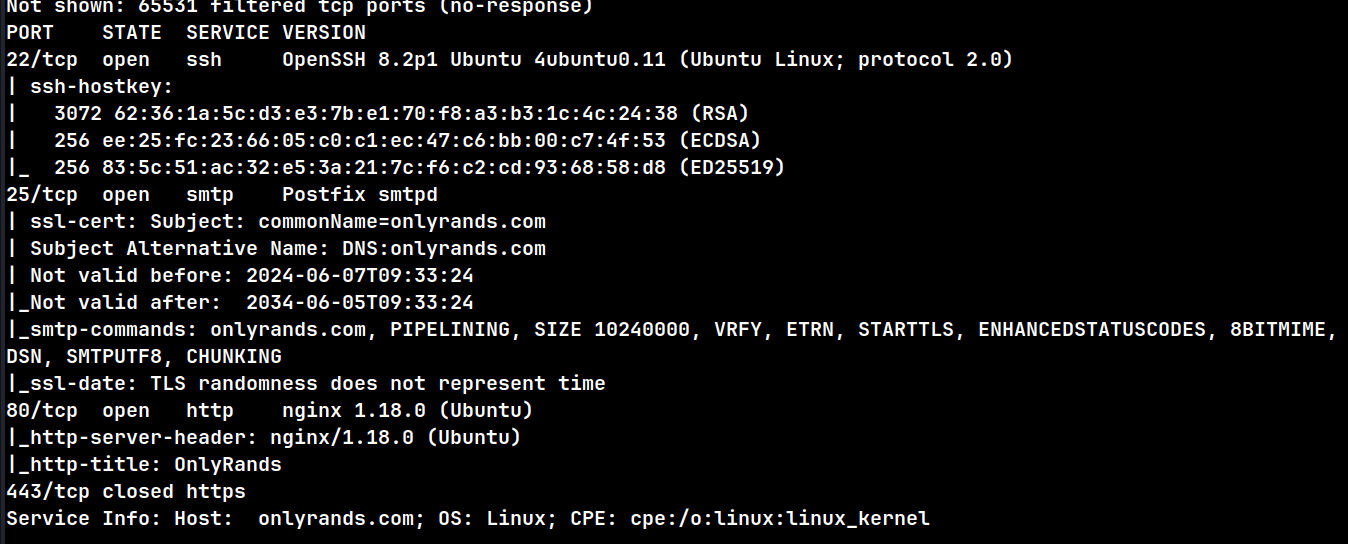 Not shown: 65531 filtered tcp ports (no-response)
PORT    STATE  SERVICE VERSION
22/tcp  open   ssh     OpenSSH 8.2p1 Ubuntu 4ubuntu0.11 (Ubuntu Linux; protocol 2.0)
| ssh-hostkey:
|   3072 62:36:1a:5c:d3:e3:7b:e1:70:f8:a3:b3:1c:4c:24:38 (RSA)
|   256 ee:25:fc:23:66:05:c0:c1:ec:47:c6:bb:00:c7:4f:53 (ECDSA)
|_  256 83:5c:51:ac:32:e5:3a:21:7c:f6:c2:cd:93:68:58:d8 (ED25519)
25/tcp  open   smtp    Postfix smtpd
| ssl-cert: Subject: commonName=onlyrands.com
| Subject Alternative Name: DNS:onlyrands.com
| Not valid before: 2024-06-07T09:33:24
|_Not valid after:  2034-06-05T09:33:24
|_smtp-commands: onlyrands.com, PIPELINING, SIZE 10240000, VRFY, ETRN, STARTTLS, ENHANCEDSTATUSCODES, 8BITMIME,
DSN, SMTPUTF8, CHUNKING
|_ssl-date: TLS randomness does not represent time
80/tcp  open   http    nginx 1.18.0 (Ubuntu)
|_http-server-header: nginx/1.18.0 (Ubuntu)
|_http-title: OnlyRands
443/tcp closed https
Service Info: Host:  onlyrands.com; OS: Linux; CPE: cpe:/o:linux:linux_kernel